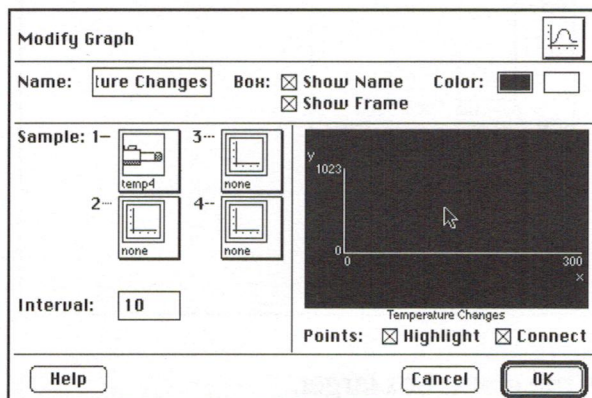 Modify Graph
Name: ture Changes Box: Show Name Color:
Show Frame
Sample: 1 3
temp4 none
2 4
none none
Interval: 10
y
1023
0
0 300
x
Temperature Changes
Points: Highlight Connect
Help Cancel OK